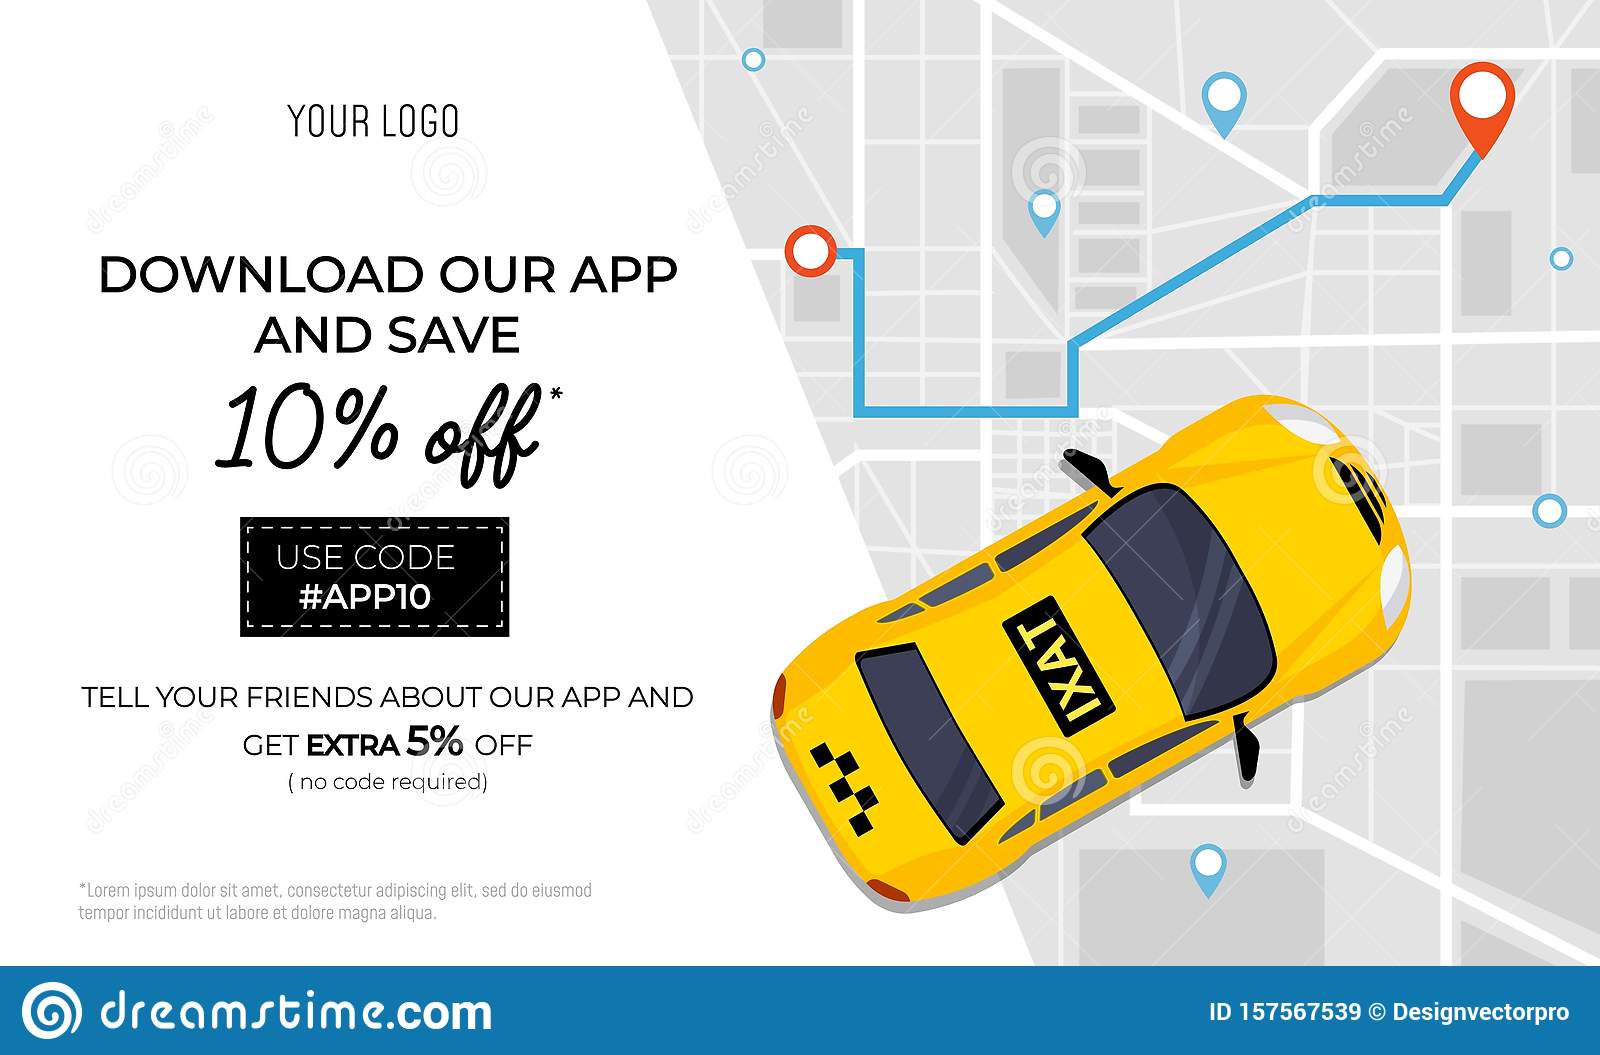 YOUR LOGO
DOWNLOAD OUR APP
AND SAVE
10% off*
USE CODE
#APP10
TELL YOUR FRIENDS ABOUT OUR APP AND
GET EXTRA 5% OFF
( no code required)
*Lorem ipsum dolor sit amet, consectetur adipiscing elit, sed do eiusmod
tempor incididunt ut labore et dolore magna aliqua.
TAXI
dreamstime.com
ID 157567539 © Designvectorpro